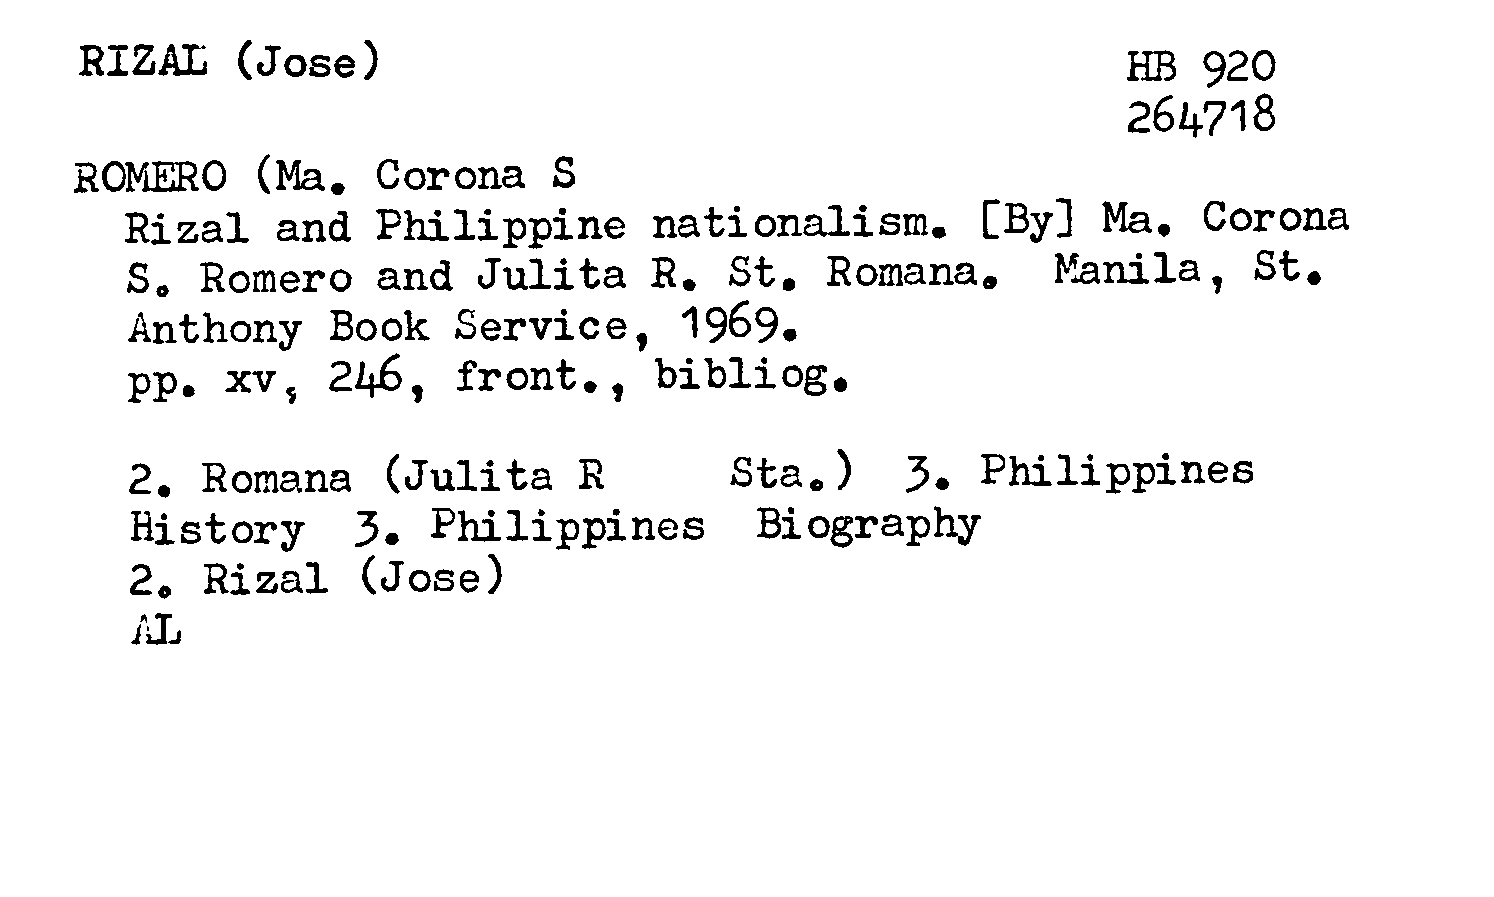 RIZAL (Jose)
HB 920
264718
ROMERO (Ma. Corona S
Rizal and Philippine nationalism. [By] Ma. Corona
S. Romero and Julita R. St. Romana. Manila, St.
Anthony Book Service, 1969.
pp. xv, 246, front., bibliog.
2. Romana (Julita R Sta.) 3. Philippines
History 3. Philippines Biography
2. Rizal (Jose)
AL